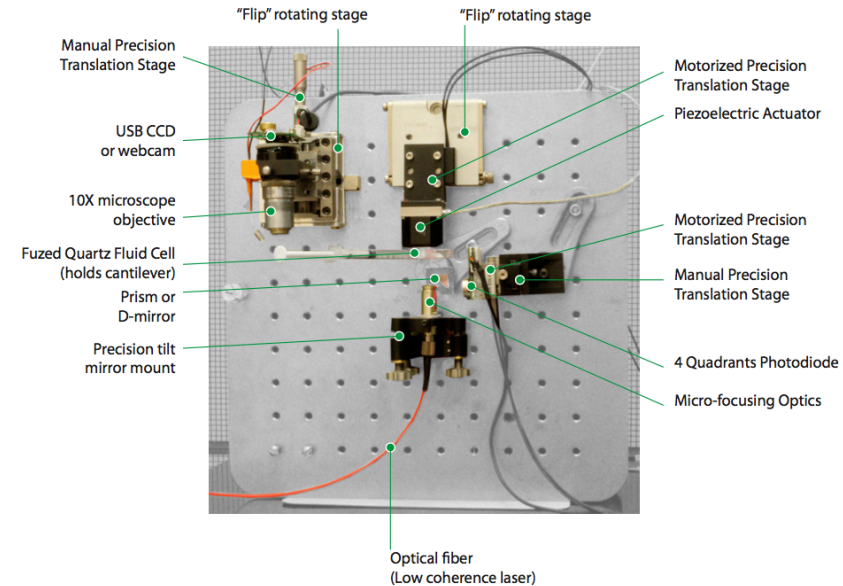 “Flip” rotating stage
“Flip” rotating stage
Manual Precision
Translation Stage
Motorized Precision
Translation Stage
Piezoelectric Actuator
USB CCD
or webcam
10X microscope
objective
Motorized Precision
Translation Stage
Fuzed Quartz Fluid Cell
(holds cantilever)
Manual Precision
Translation Stage
Prism or
D-mirror
Precision tilt
mirror mount
4 Quadrants Photodiode
Micro-focusing Optics
Optical fiber
(Low coherence laser)